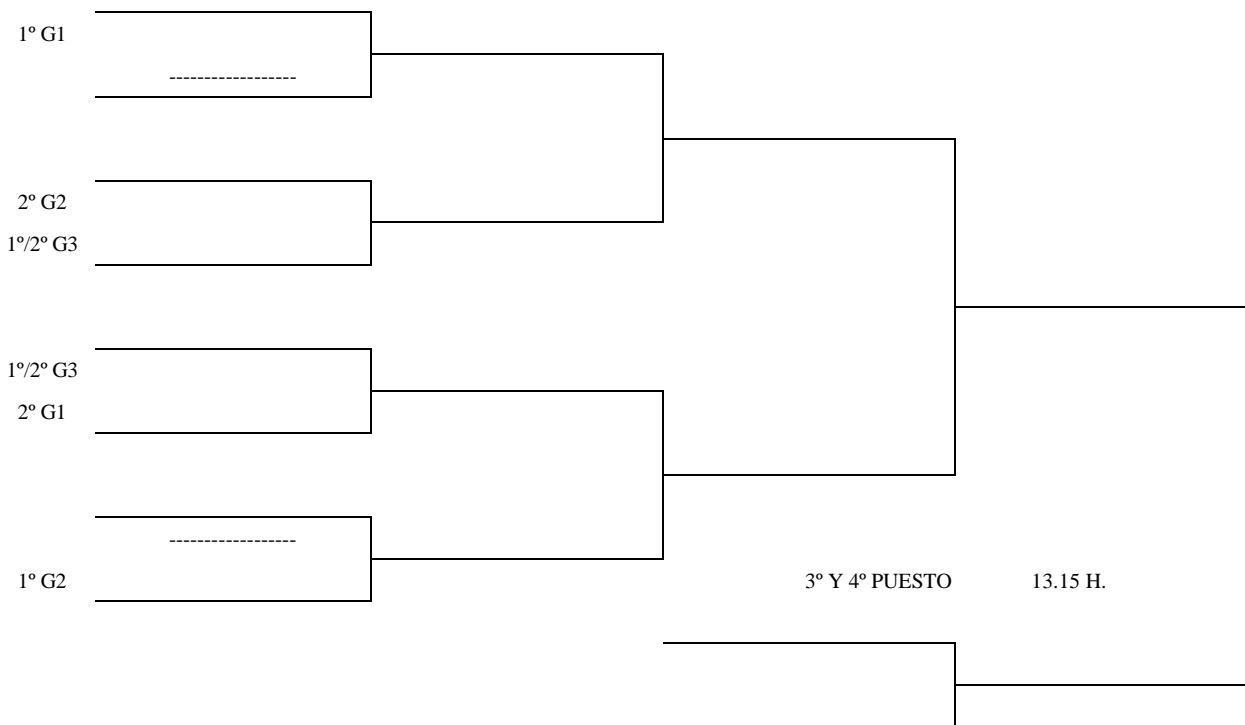 1º G1
------------------
2º G2
1º/2º G3
1º/2º G3
2º G1
------------------
1º G2
3º Y 4º PUESTO 13.15 H.